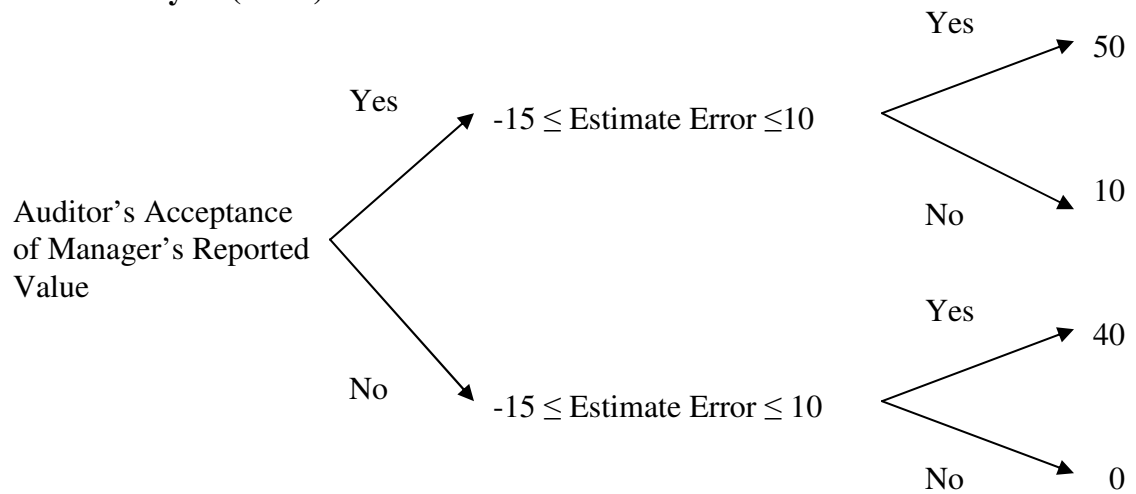 Yes
50
Yes
-15 ≤ Estimate Error ≤10
10
No
Auditor’s Acceptance
of Manager’s Reported
Value
Yes
40
No
-15 ≤ Estimate Error ≤ 10
No
0